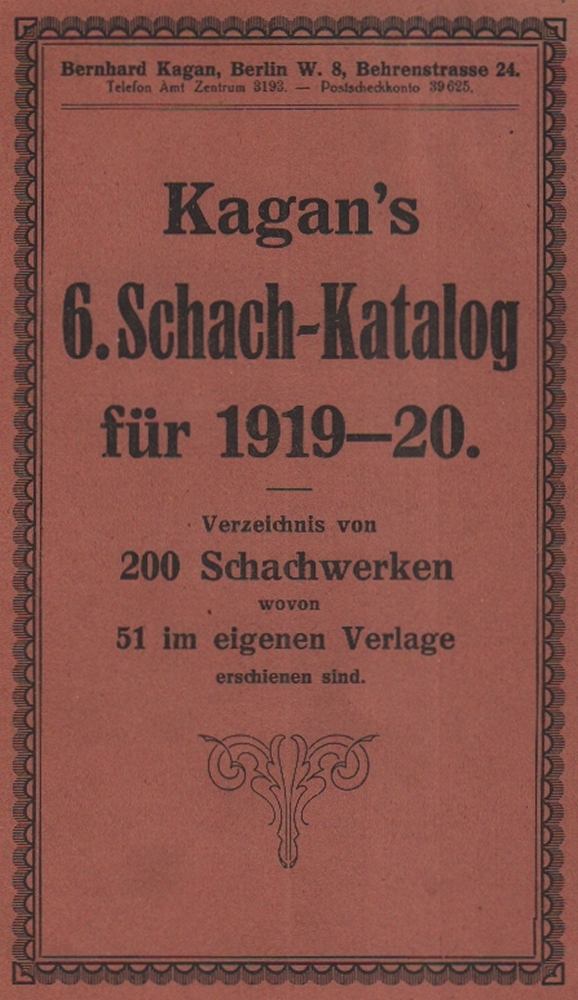 Bernhard Kagan, Berlin W. 8, Behrenstrasse 24.
Telefon Amt Zentrum 3193. — Postscheckkonto 39625.
Kagan's
6. Schach-Katalog
für 1919—20.
Verzeichnis von
200 Schachwerken
wovon
51 im eigenen Verlage
erschienen sind.